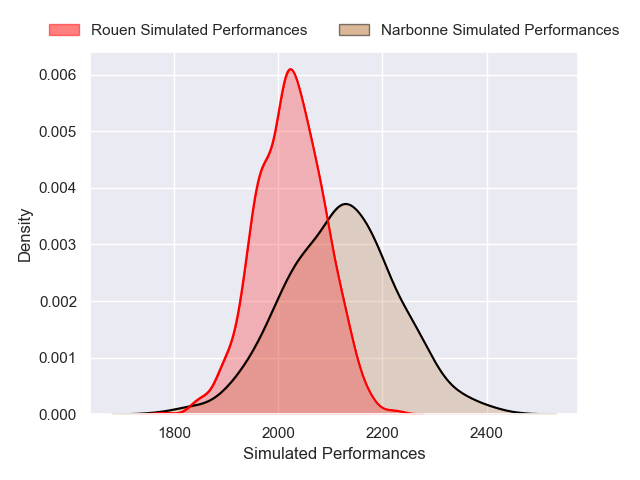 Rouen Simulated Performances Narbonne Simulated Performances
0.006
0.005
0.004
0.003
0.002
0.001
0.000
Density
1800 2000 2200 2400
Simulated Performances